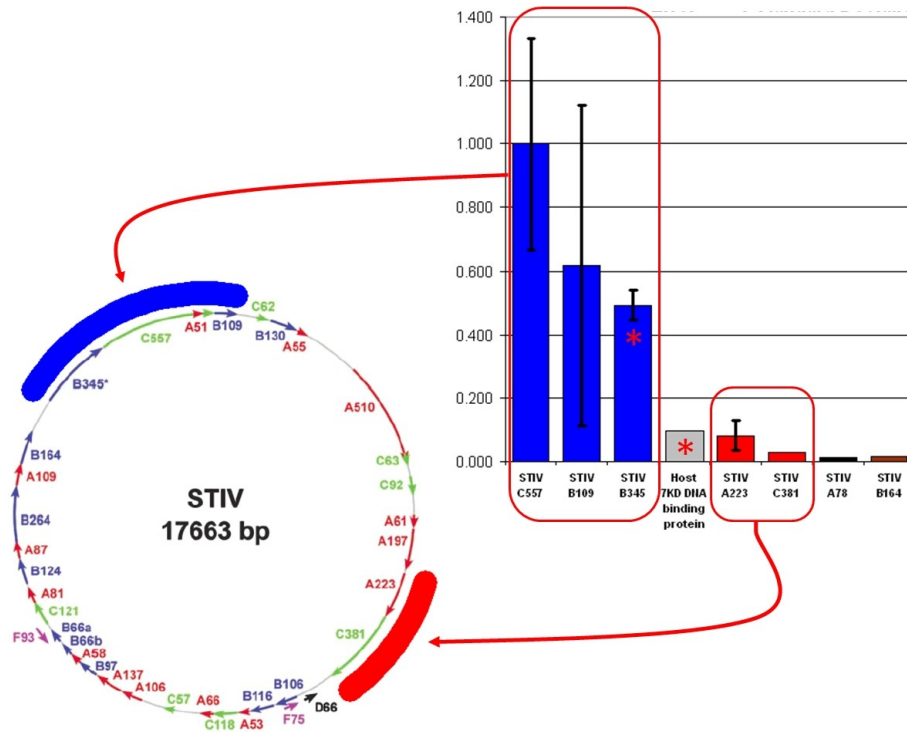 1.400
1.200
1.000
0.800
0.600
0.400
0.200
0.000
*
*
STIV C557
STIV B109
STIV B345
Host 7KD DNA binding protein
STIV A223
STIV C381
STIV A78
STIV B164
STIV
17663 bp
C557
A51
B109
C62
B130
A55
A510
C63
C92
A61
A197
A223
C381
D66
B106
F75
B116
A53
C118
A66
C57
A106
A137
B97
A58
B66b
B66a
F93
C121
A81
B124
A87
B264
A109
B164
B345*